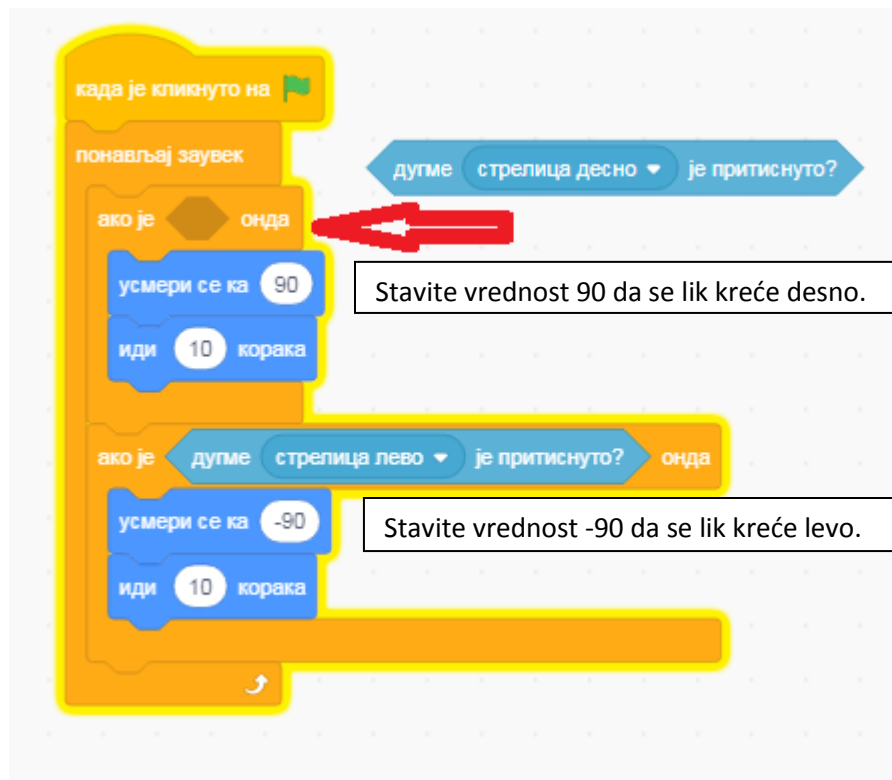 када је кликнуто на
понављај заувек
дугме стрелица десно је притиснуто?
ако је онда
усмери се ка 90
Stavite vrednost 90 da se lik kreće desno.
иди 10 корака
ако је дугме стрелица лево је притиснуто? онда
усмери се ка -90
Stavite vrednost -90 da se lik kreće levo.
иди 10 корака